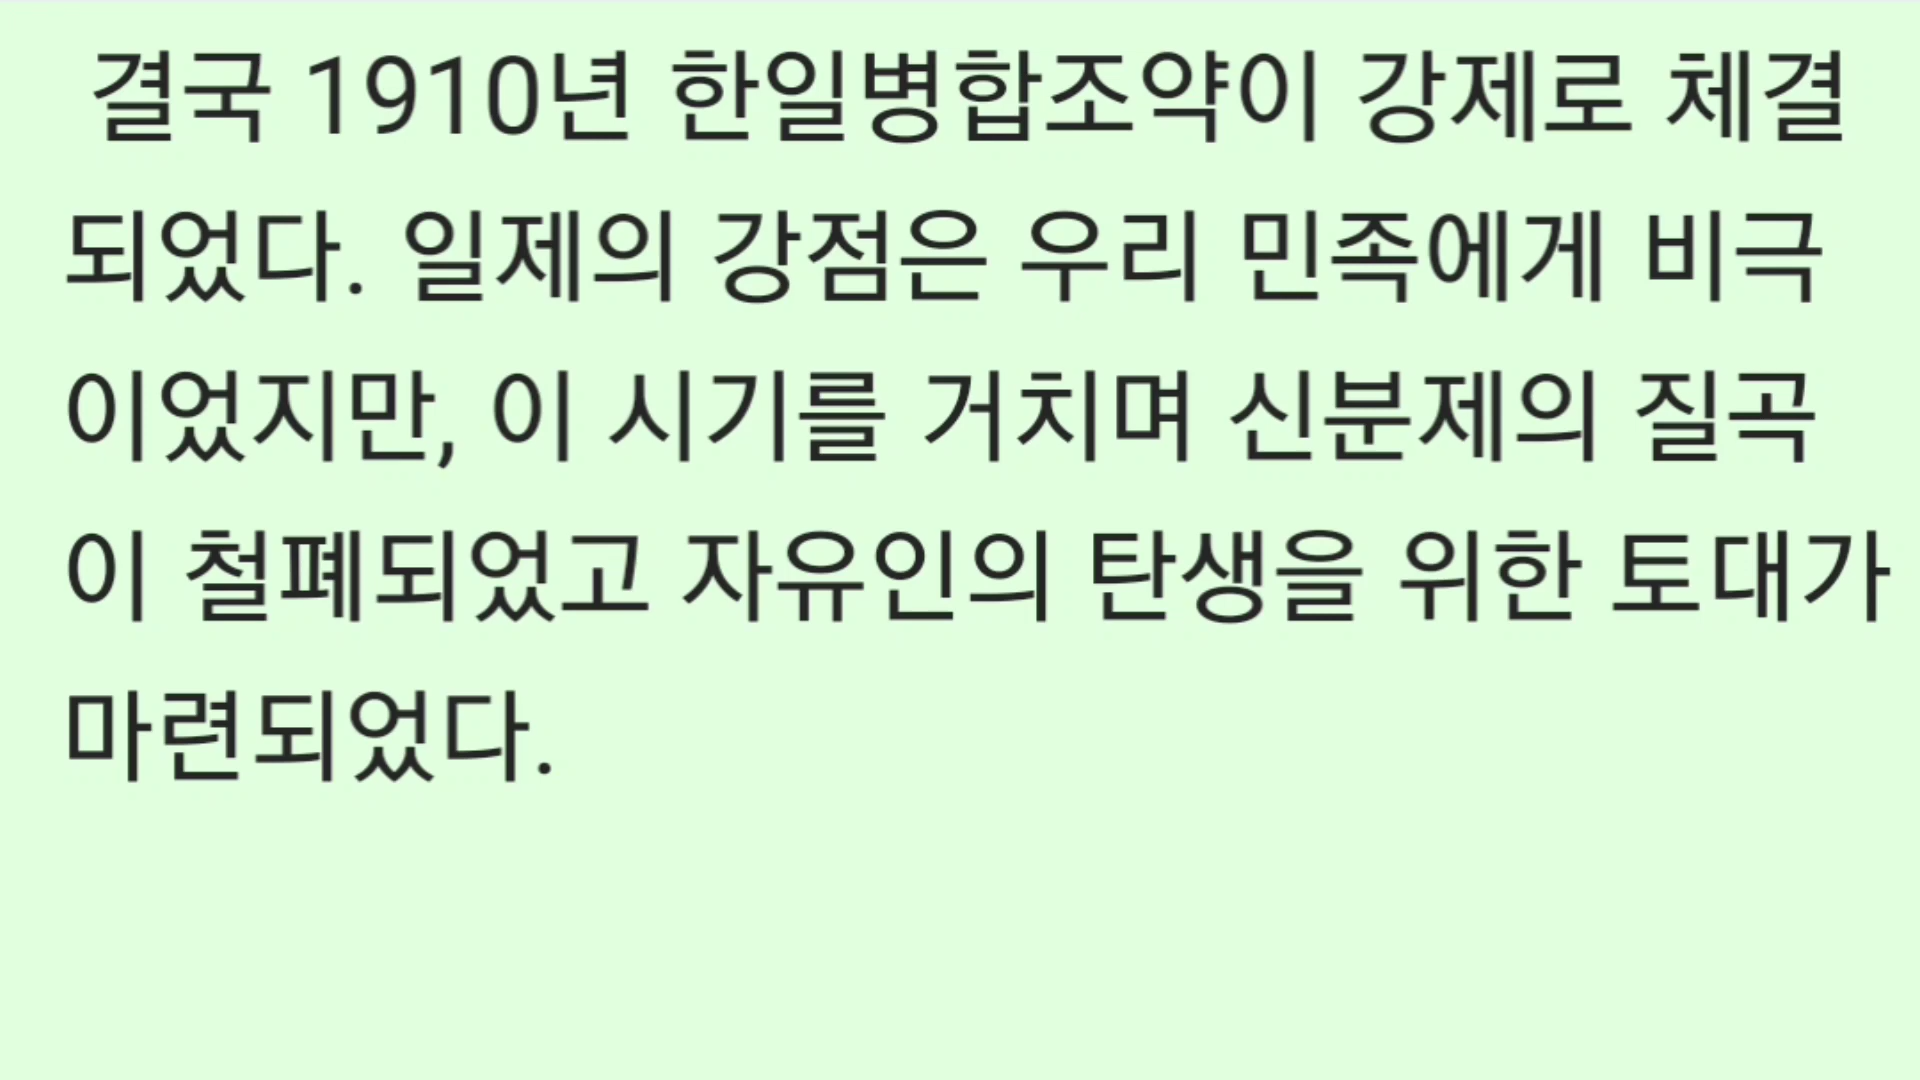 결국 1910년 한일병합조약이 강제로 체결
되었다. 일제의 강점은 우리 민족에게 비극
이었지만, 이 시기를 거치며 신분제의 질곡
이 철폐되었고 자유인의 탄생을 위한 토대가
마련되었다.